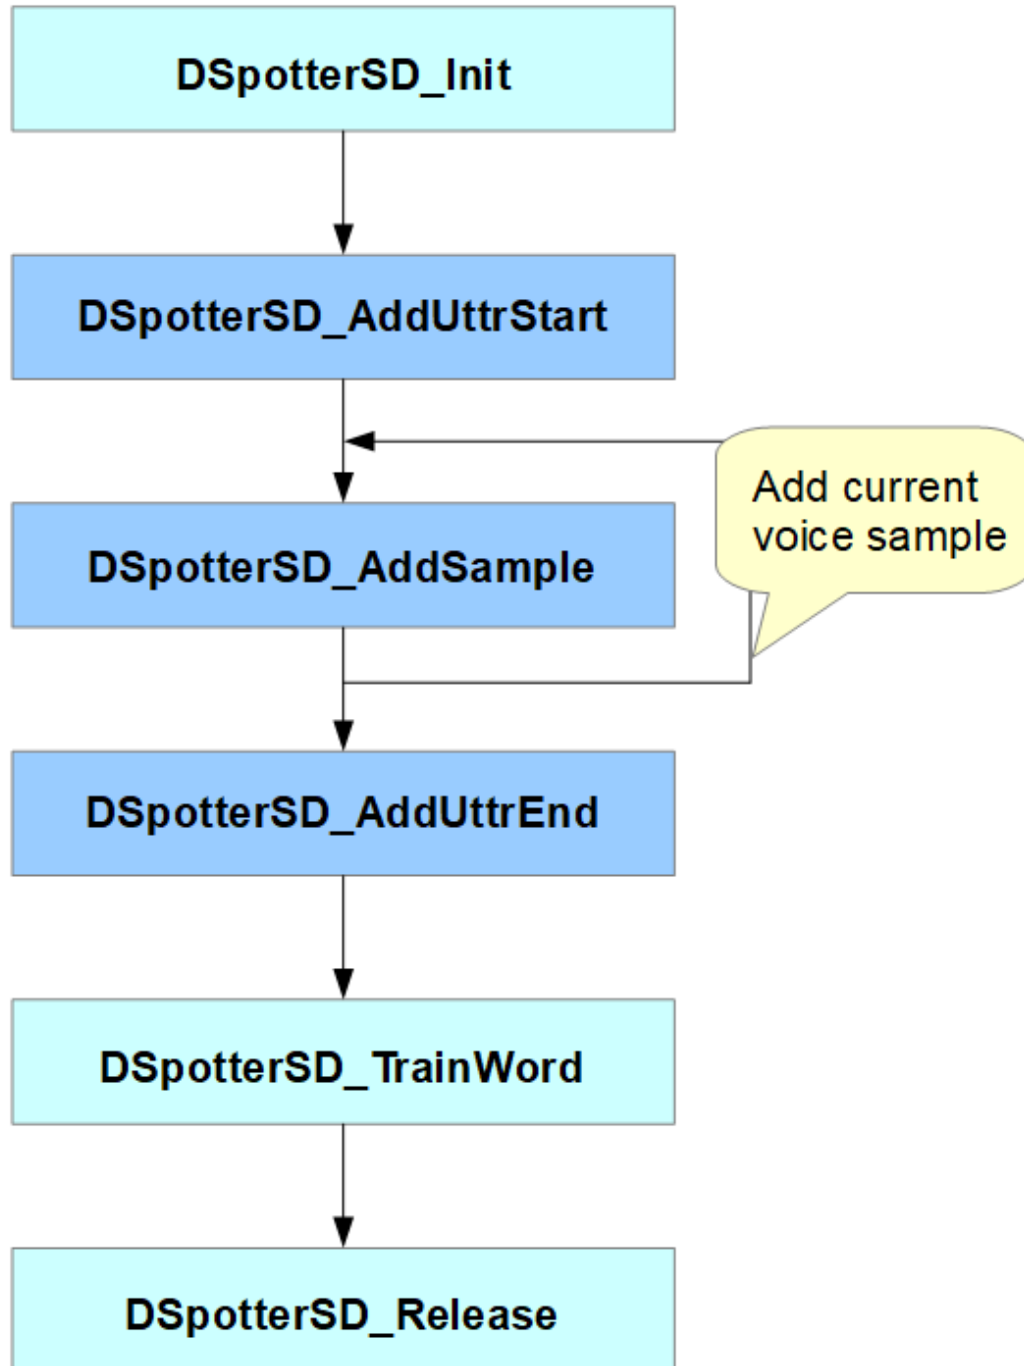 DSpotterSD_Init
DSpotterSD_AddUttrStart
Add current
voice sample
DSpotterSD_AddSample
DSpotterSD_AddUttrEnd
DSpotterSD_TrainWord
DSpotterSD_Release